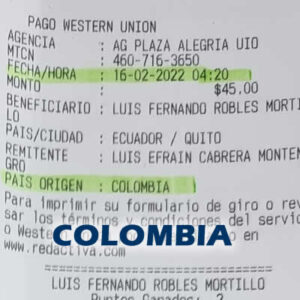 PAGO WESTERN UNION
AGENCIA : AG PLAZA ALEGRIA UIO
MTCN : 460-716-3650
FECHA/HORA : 16-02-2022 04:20
MONTO : $45.00
BENEFICIARIO : LUIS FERNANDO ROBLES MORTIL
LO
PAIS/CIUDAD : ECUADOR / QUITO
REMITENTE : LUIS EFRAIN CABRERA MONTEN
GRO
PAIS ORIGEN : COLOMBIA
Para imprimir su formulario de giro o rev
sar los términos y condiciones del servic
o Weste
COLOMBIA
o en
www.redactiva.com
LUIS FERNANDO ROBLES MORTILLO
Puntos Ganados: 2